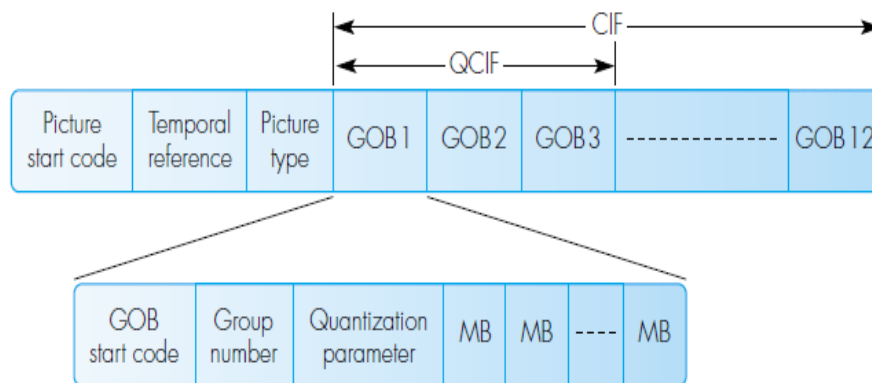 CIF
QCIF
Picture
start code
Temporal
reference
Picture
type
GOB 1
GOB 2
GOB 3
GOB 12
GOB
start code
Group
number
Quantization
parameter
MB
MB
MB